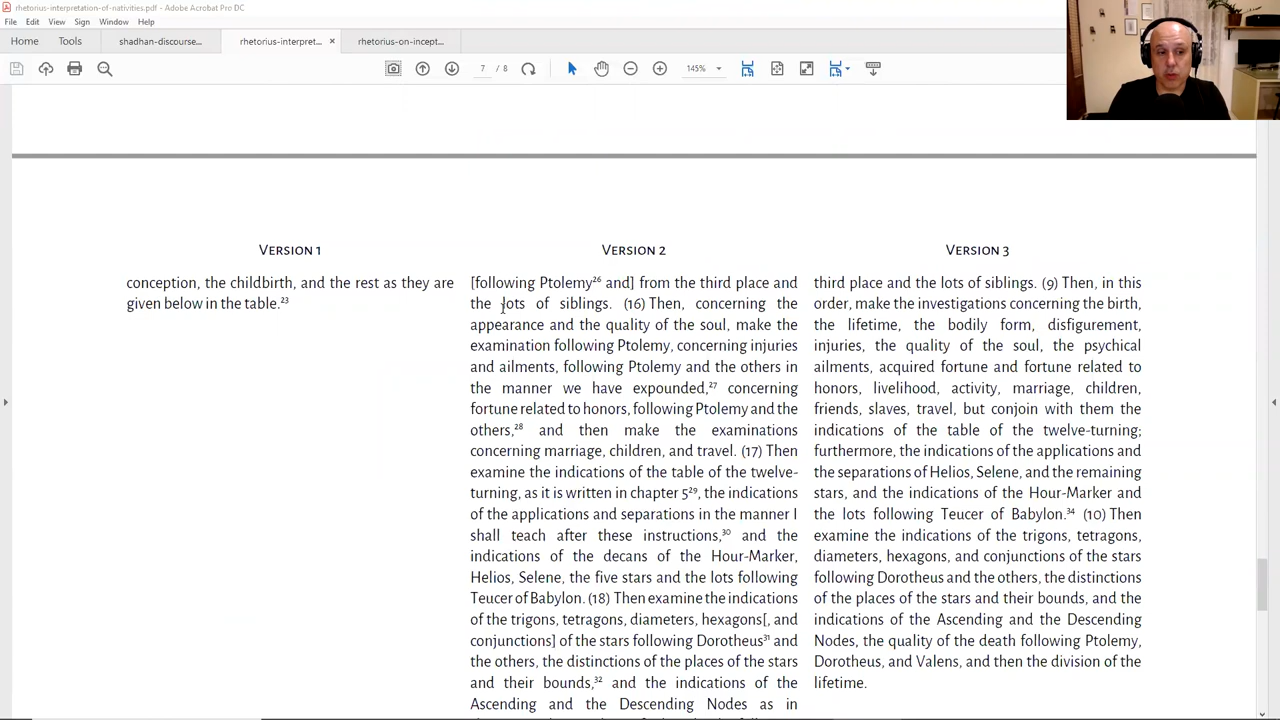 rhetorius-interpretation-of-nativities.pdf - Adobe Acrobat Pro DC
File Edit View Sign Window Help
Home Tools shadhan-discourse... rhetorius-interpret... × rhetorius-on-incept...
7 / 8 145%
Version 1
conception, the childbirth, and the rest as they are
given below in the table.²³
Version 2
[following Ptolemy²⁶ and] from the third place and
the lots of siblings. (16) Then, concerning the
appearance and the quality of the soul, make the
examination following Ptolemy, concerning injuries
and ailments, following Ptolemy and the others in
the manner we have expounded,²⁷ concerning
fortune related to honors, following Ptolemy and the
others,²⁸ and then make the examinations
concerning marriage, children, and travel. (17) Then
examine the indications of the table of the twelve-
turning, as it is written in chapter 5²⁹, the indications
of the applications and separations in the manner I
shall teach after these instructions,³⁰ and the
indications of the decans of the Hour-Marker,
Helios, Selene, the five stars and the lots following
Teucer of Babylon. (18) Then examine the indications
of the trigons, tetragons, diameters, hexagons[, and
conjunctions] of the stars following Dorotheus³¹ and
the others, the distinctions of the places of the stars
and their bounds,³² and the indications of the
Ascending and the Descending Nodes as in
Version 3
third place and the lots of siblings. (9) Then, in this
order, make the investigations concerning the birth,
the lifetime, the bodily form, disfigurement,
injuries, the quality of the soul, the psychical
ailments, acquired fortune and fortune related to
honors, livelihood, activity, marriage, children,
friends, slaves, travel, but conjoin with them the
indications of the table of the twelve-turning;
furthermore, the indications of the applications and
the separations of Helios, Selene, and the remaining
stars, and the indications of the Hour-Marker and
the lots following Teucer of Babylon.³⁴ (10) Then
examine the indications of the trigons, tetragons,
diameters, hexagons, and conjunctions of the stars
following Dorotheus and the others, the distinctions
of the places of the stars and their bounds, and the
indications of the Ascending and the Descending
Nodes, the quality of the death following Ptolemy,
Dorotheus, and Valens, and then the division of the
lifetime.